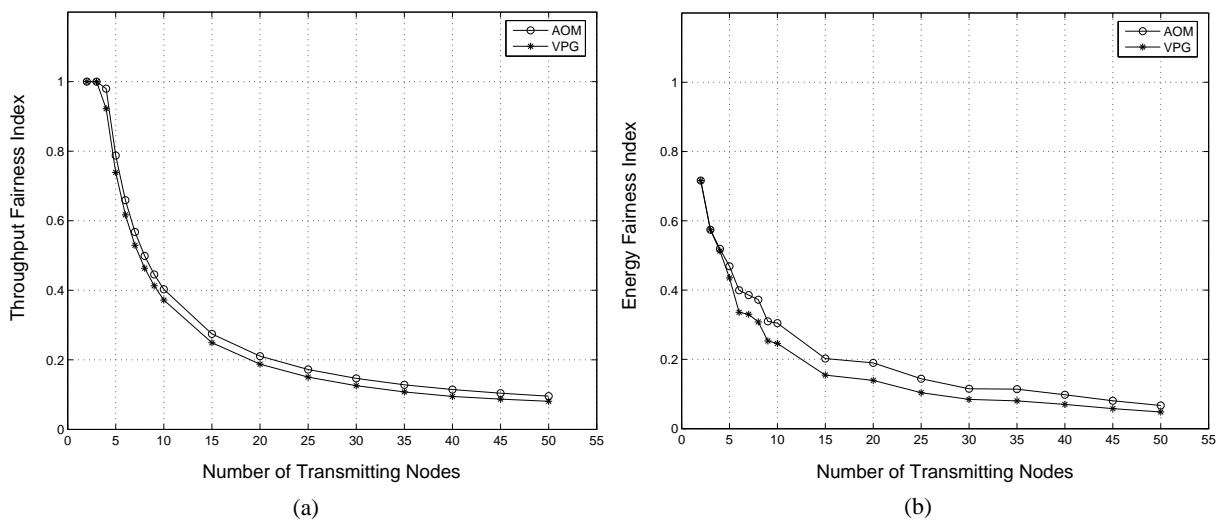 AOM
VPG
1
0.8
0.6
0.4
0.2
0
Throughput Fairness Index
0 5 10 15 20 25 30 35 40 45 50 55
Number of Transmitting Nodes
(a)
AOM
VPG
1
0.8
0.6
0.4
0.2
0
Energy Fairness Index
0 5 10 15 20 25 30 35 40 45 50 55
Number of Transmitting Nodes
(b)